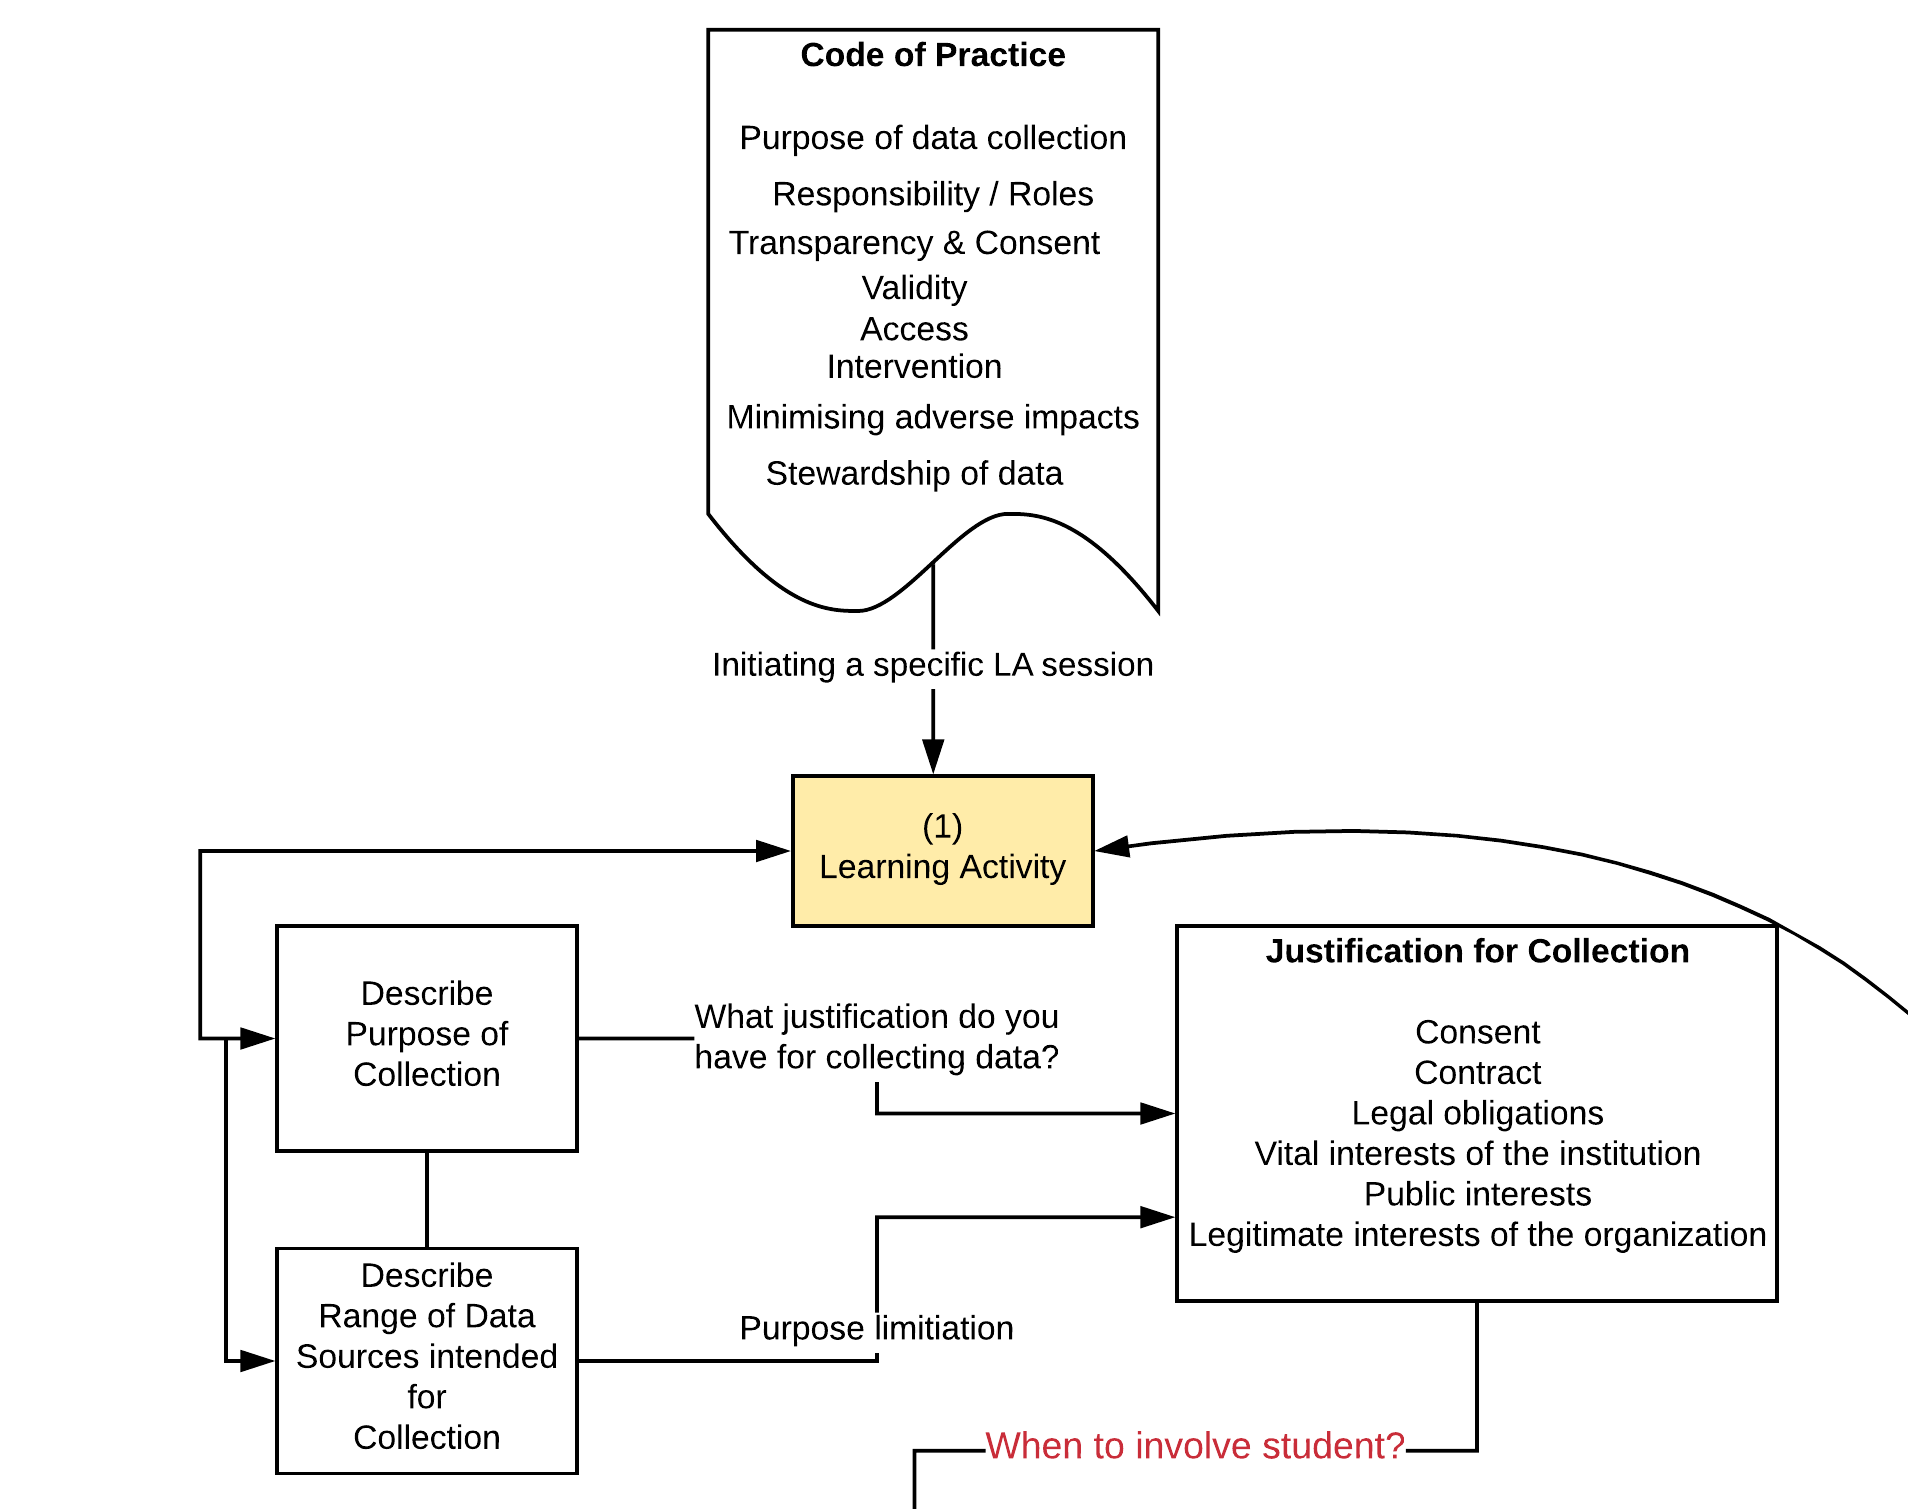 Code of Practice
Purpose of data collection
Responsibility / Roles
Transparency & Consent
Validity
Access
Intervention
Minimising adverse impacts
Stewardship of data
Initiating a specific LA session
(1)
Learning Activity
Describe
Purpose of
Collection
What justification do you
have for collecting data?
Justification for Collection
Consent
Contract
Legal obligations
Vital interests of the institution
Public interests
Legitimate interests of the organization
Describe
Range of Data
Sources intended
for
Collection
Purpose limitiation
When to involve student?